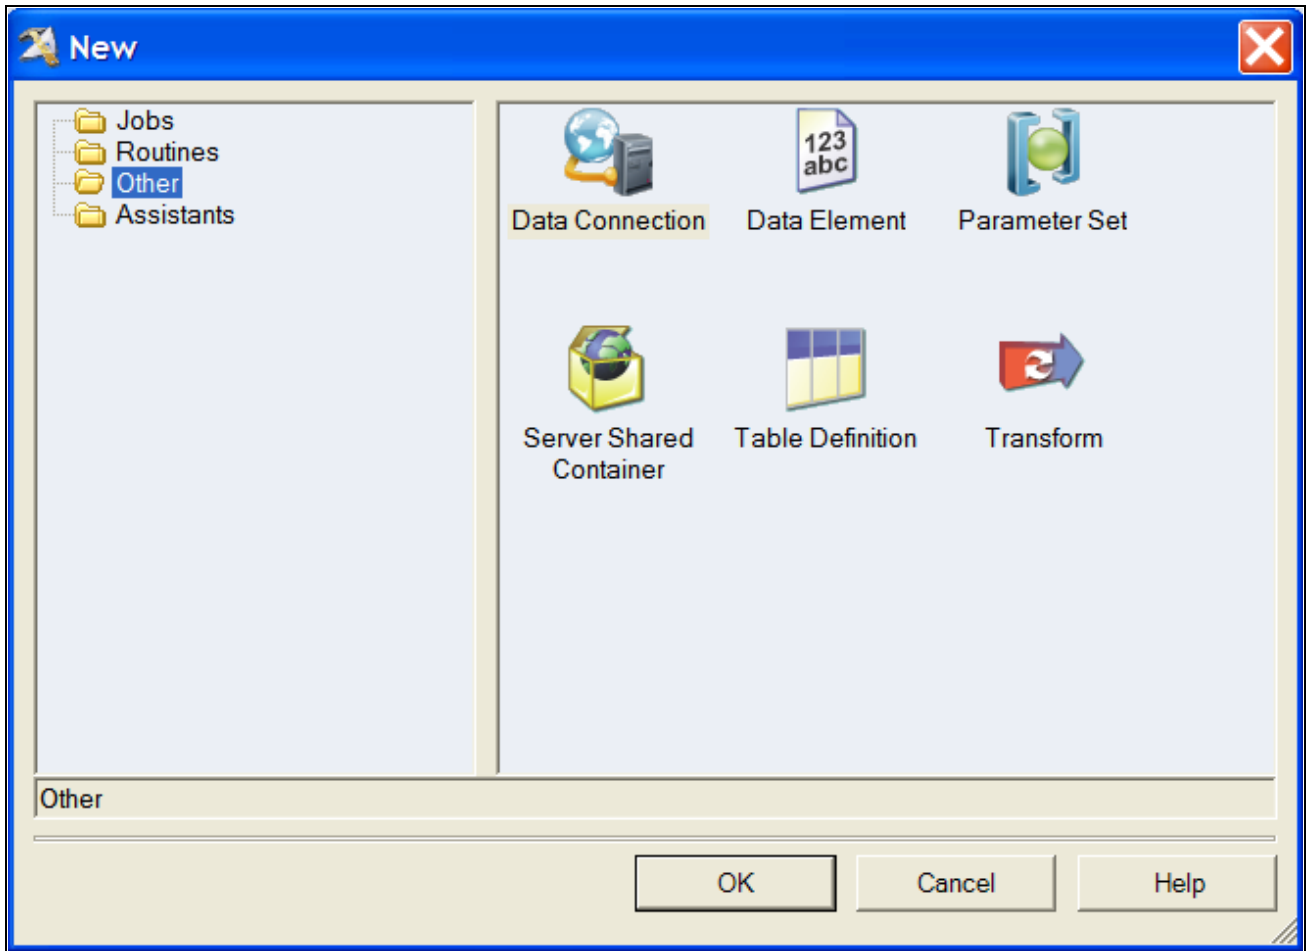 New
Jobs
Routines
Other
Assistants
123
abc
Data Connection
Data Element
Parameter Set
Server Shared
Container
Table Definition
Transform
Other
OK
Cancel
Help